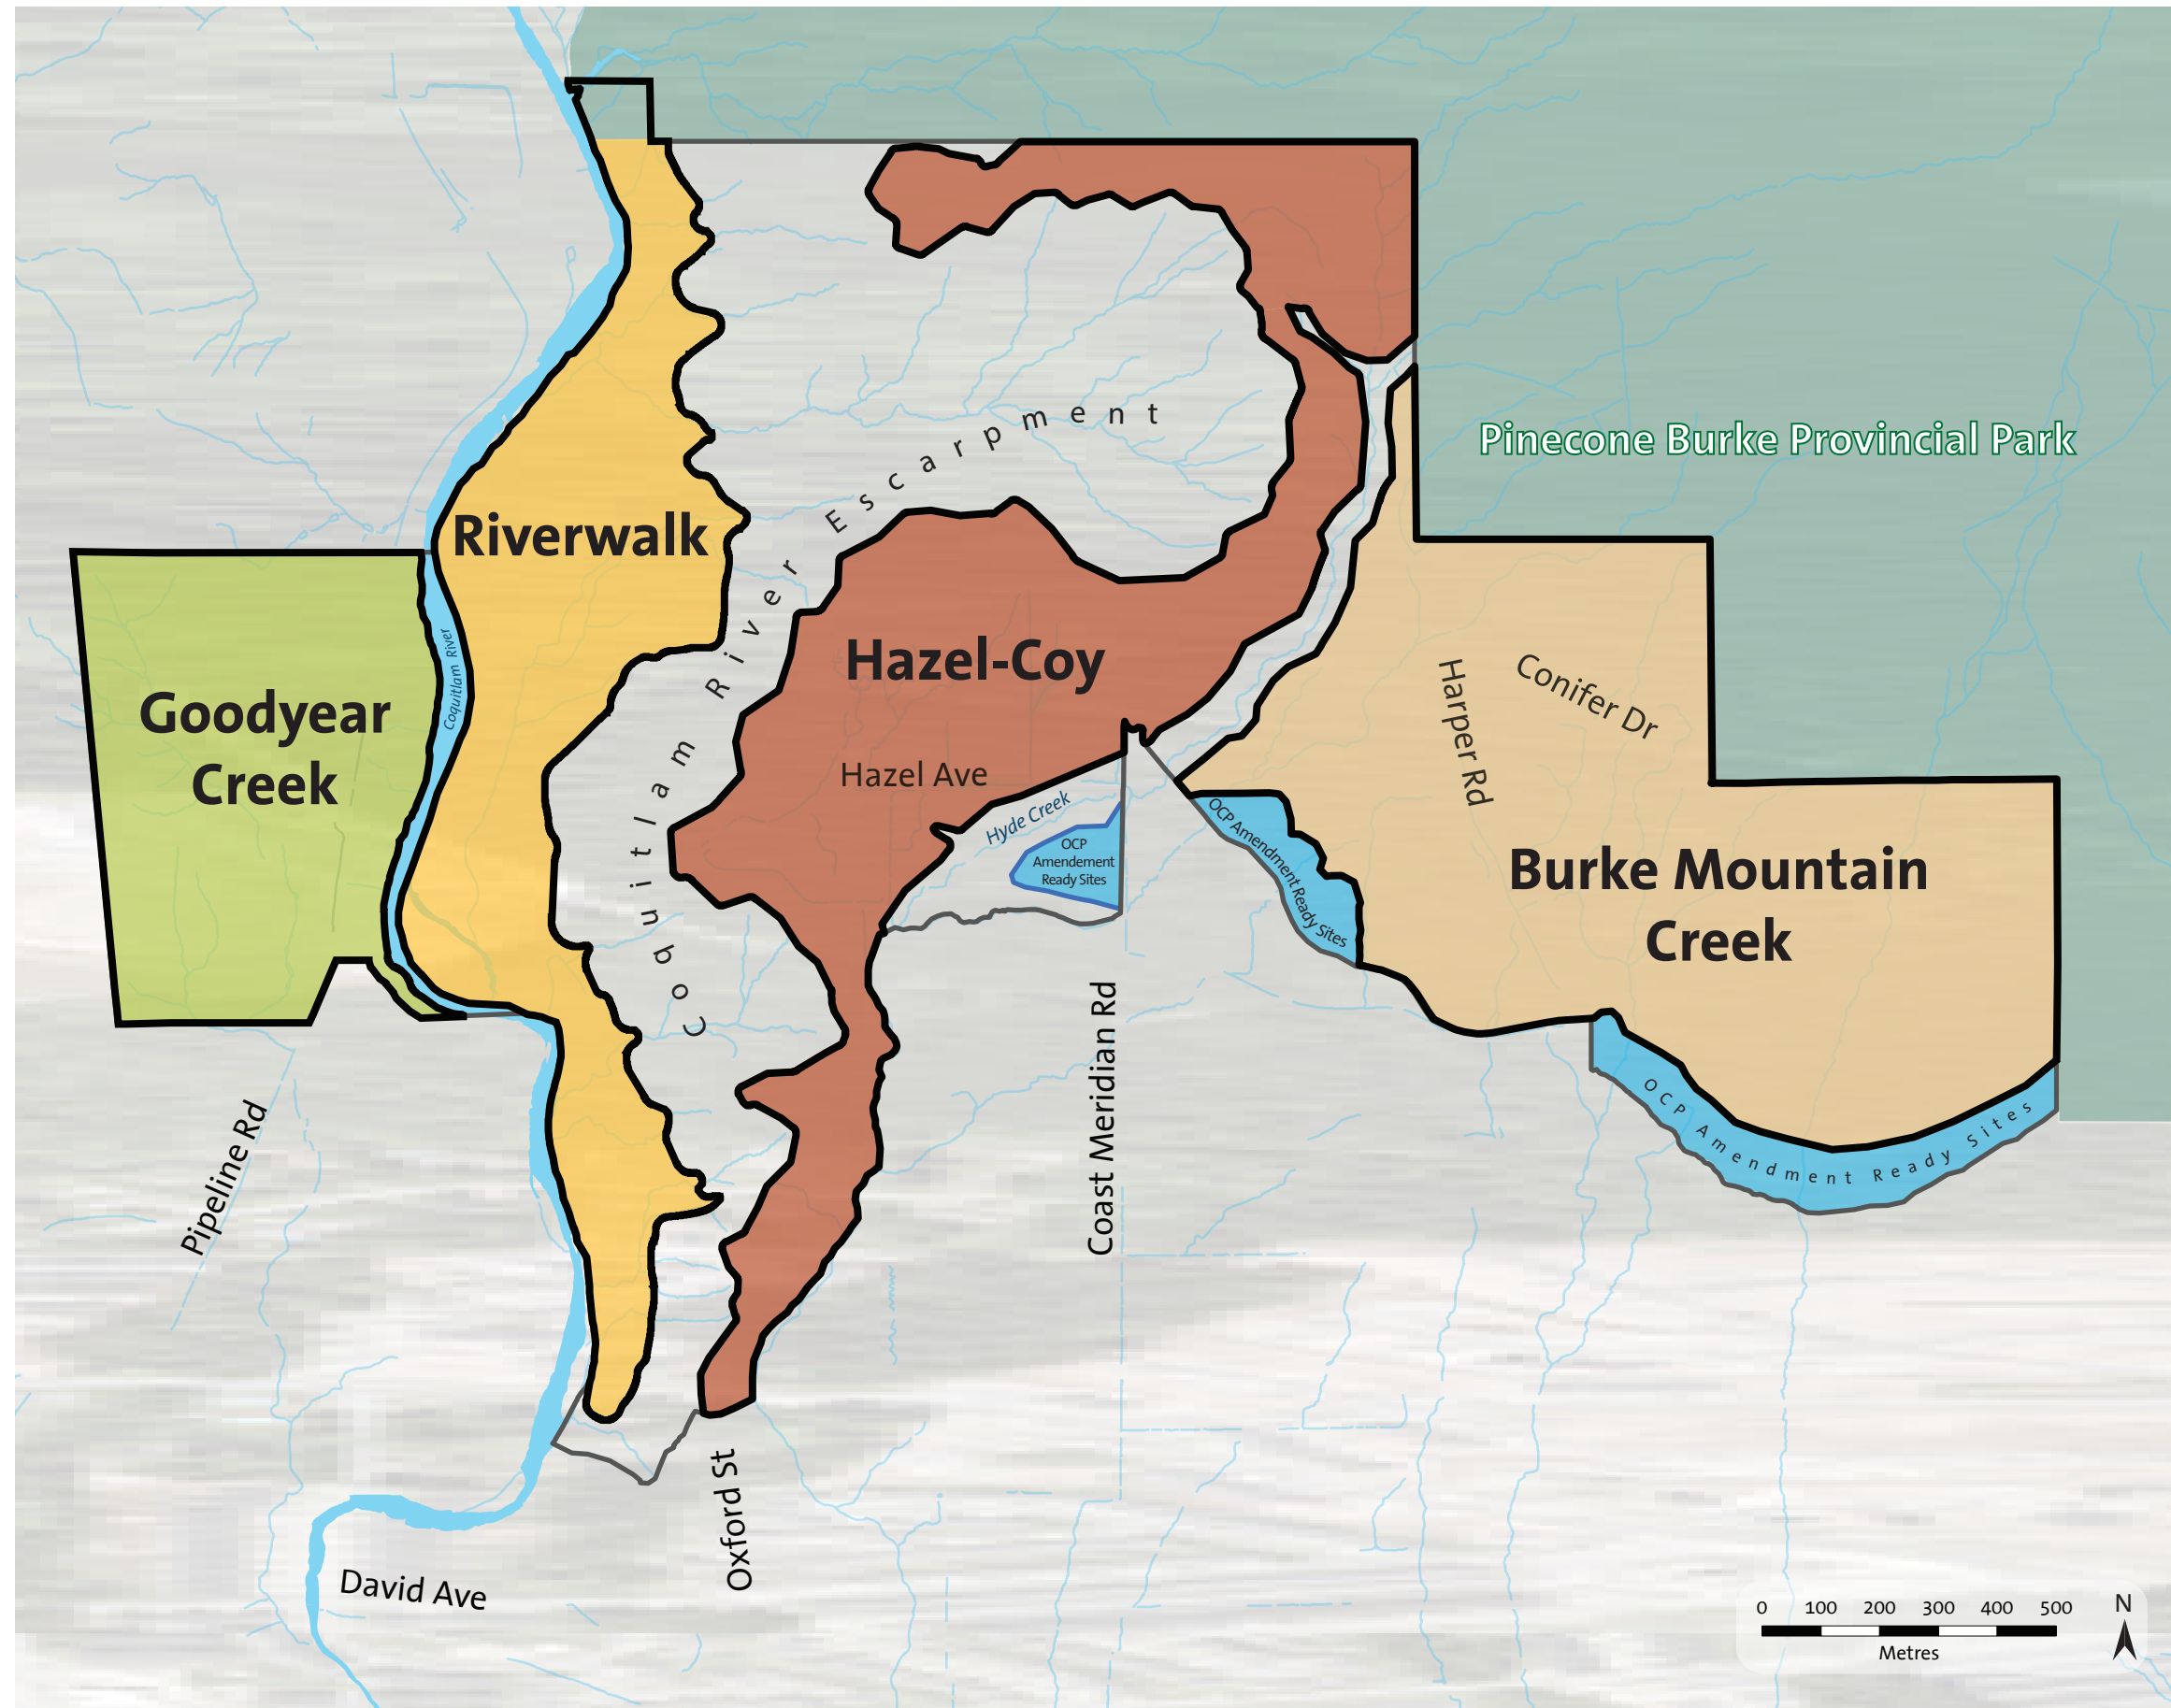 Pinecone Burke Provincial Park
Riverwalk
Coquitlam River Escarpment
Coquitlam River
Hazel-Coy
Goodyear
Creek
Harper Rd
Conifer Dr
Hazel Ave
Hyde Creek
OCP
Amendement
Ready Sites
OCP Amendment Ready Sites
Burke Mountain
Creek
OCP Amendment Ready Sites
Coast Meridian Rd
Pipeline Rd
Oxford St
David Ave
0 100 200 300 400 500
Metres
N